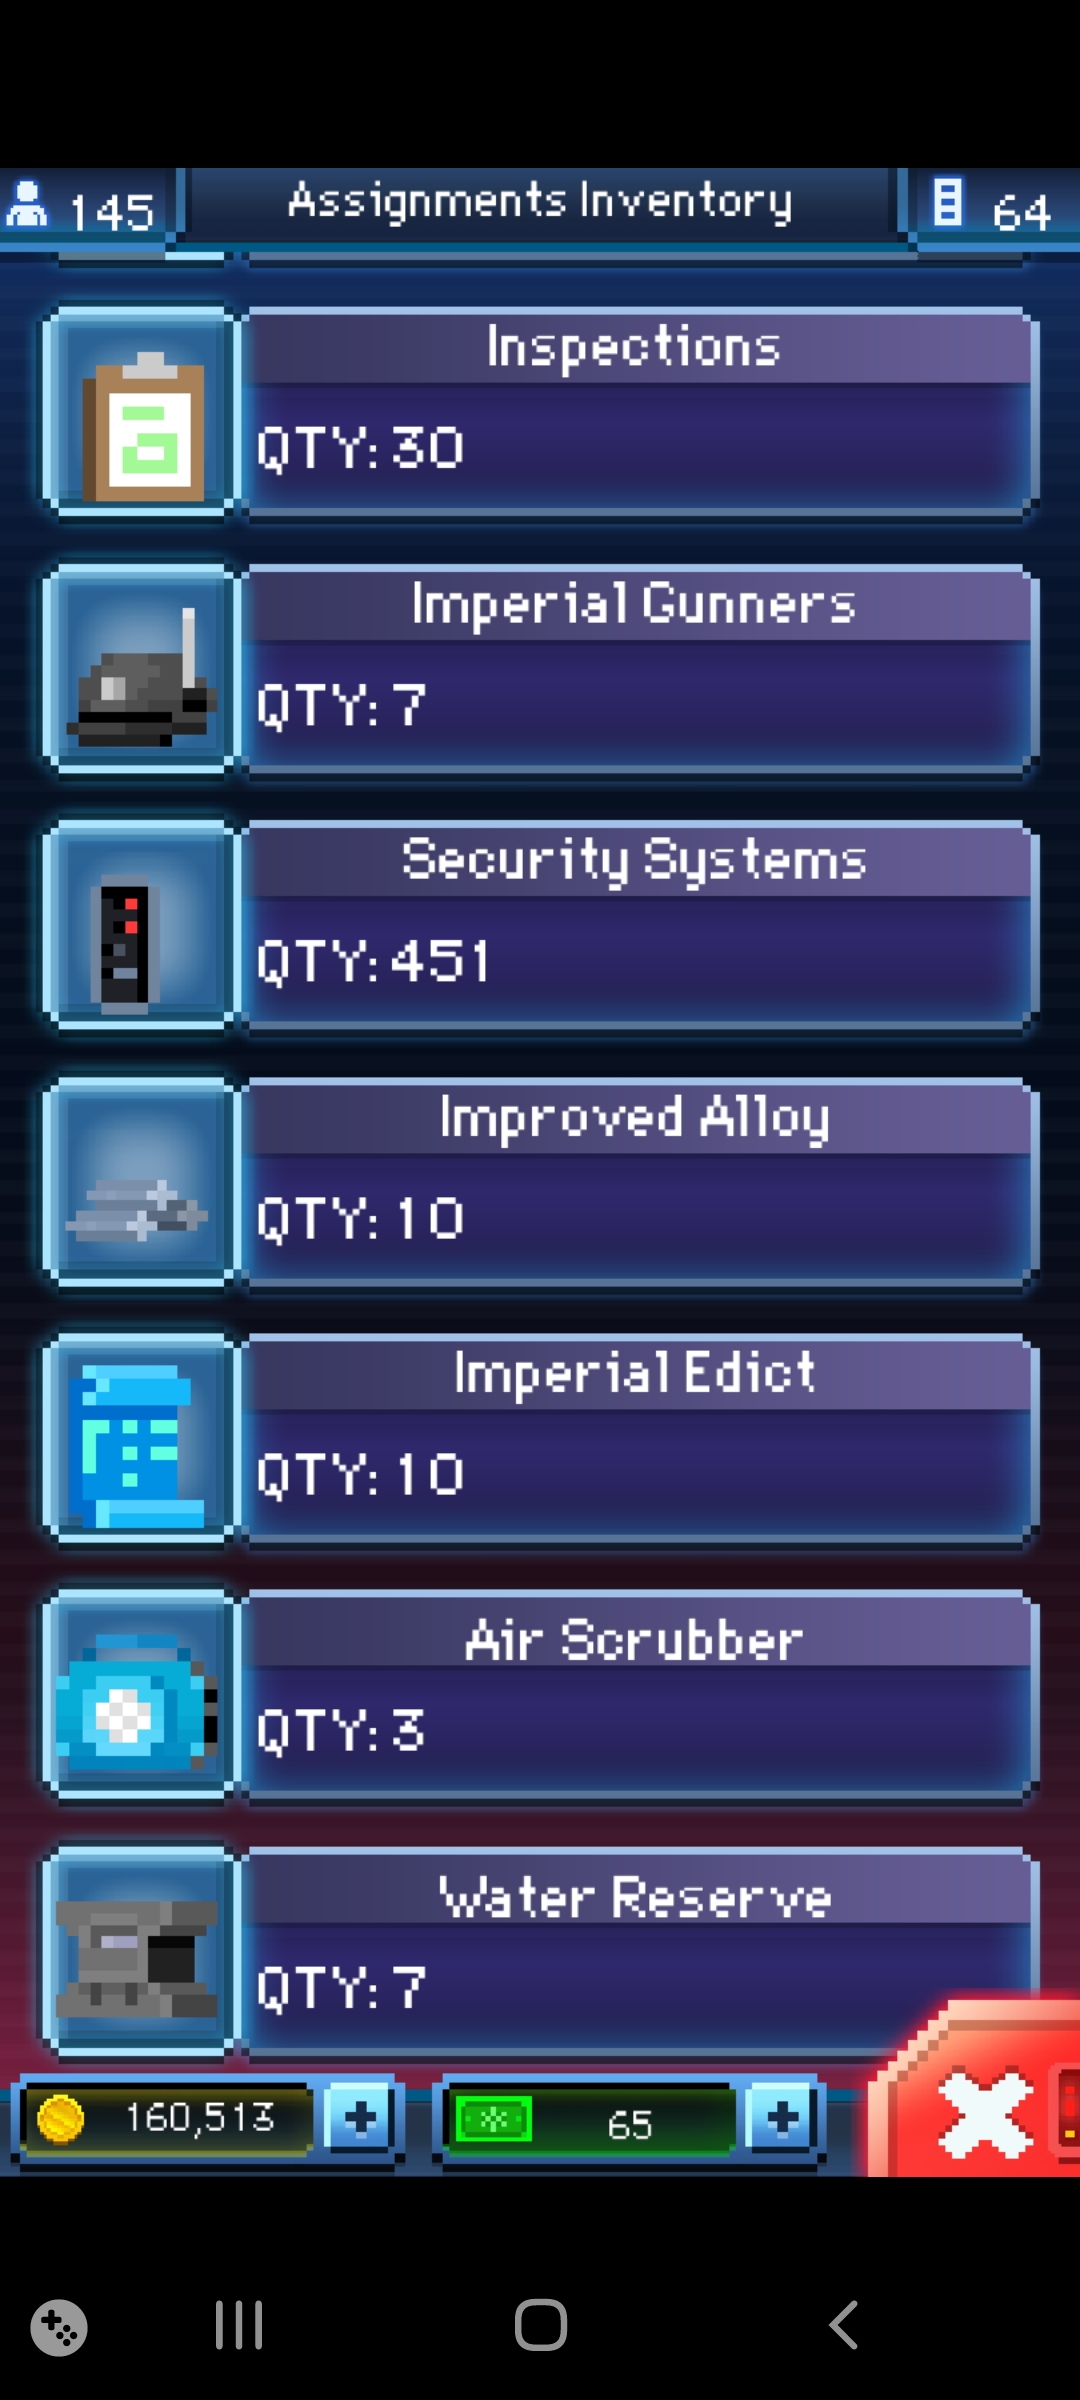 145
Assignments Inventory
64
Inspections
QTY: 30
Imperial Gunners
QTY: 7
Security Systems
QTY: 451
Improved Alloy
QTY: 10
Imperial Edict
QTY: 10
Air Scrubber
QTY: 3
Water Reserve
QTY: 7
160,513
65